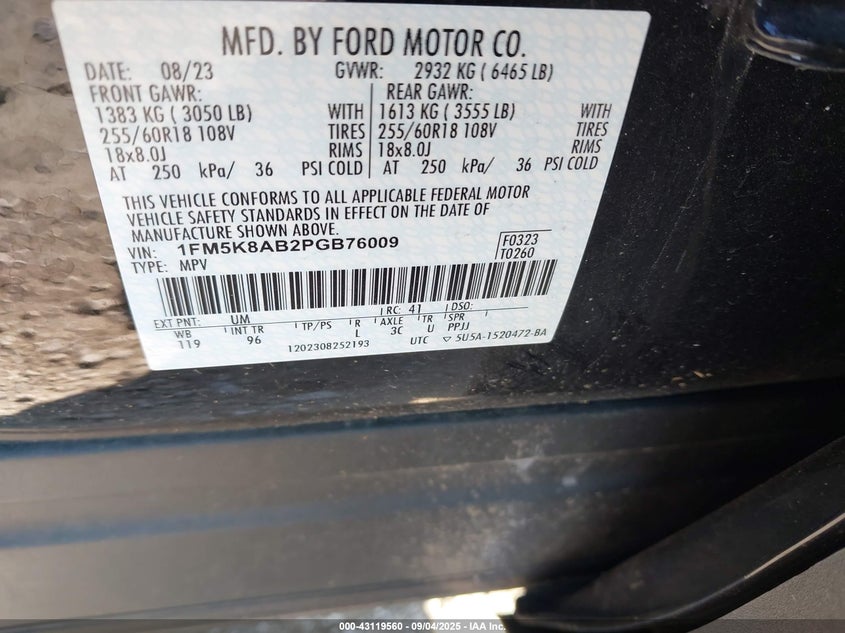 MFD. BY FORD MOTOR CO.
DATE: 08/23 GVWR: 2932 KG ( 6465 LB)
FRONT GAWR: REAR GAWR:
1383 KG ( 3050 LB) WITH 1613 KG ( 3555 LB) WITH
255/60R18 108V TIRES 255/60R18 108V TIRES
18x8.0J RIMS 18x8.0J RIMS
AT 250 kPa/ 36 PSI COLD AT 250 kPa/ 36 PSI COLD
THIS VEHICLE CONFORMS TO ALL APPLICABLE FEDERAL MOTOR
VEHICLE SAFETY STANDARDS IN EFFECT ON THE DATE OF
MANUFACTURE SHOWN ABOVE.
VIN: 1FM5K8AB2PGB76009 F0323
TYPE: MPV T0260
EXT PNT: UM RC: 41 DSO:
WB INT TR TP/PS R AXLE TR SPR
119 96 L 3C U PPJJ
1202308252193 UTC ▽ 5U5A-1520472-BA
000-43119560 - 09/04/2025 - IAA Inc.